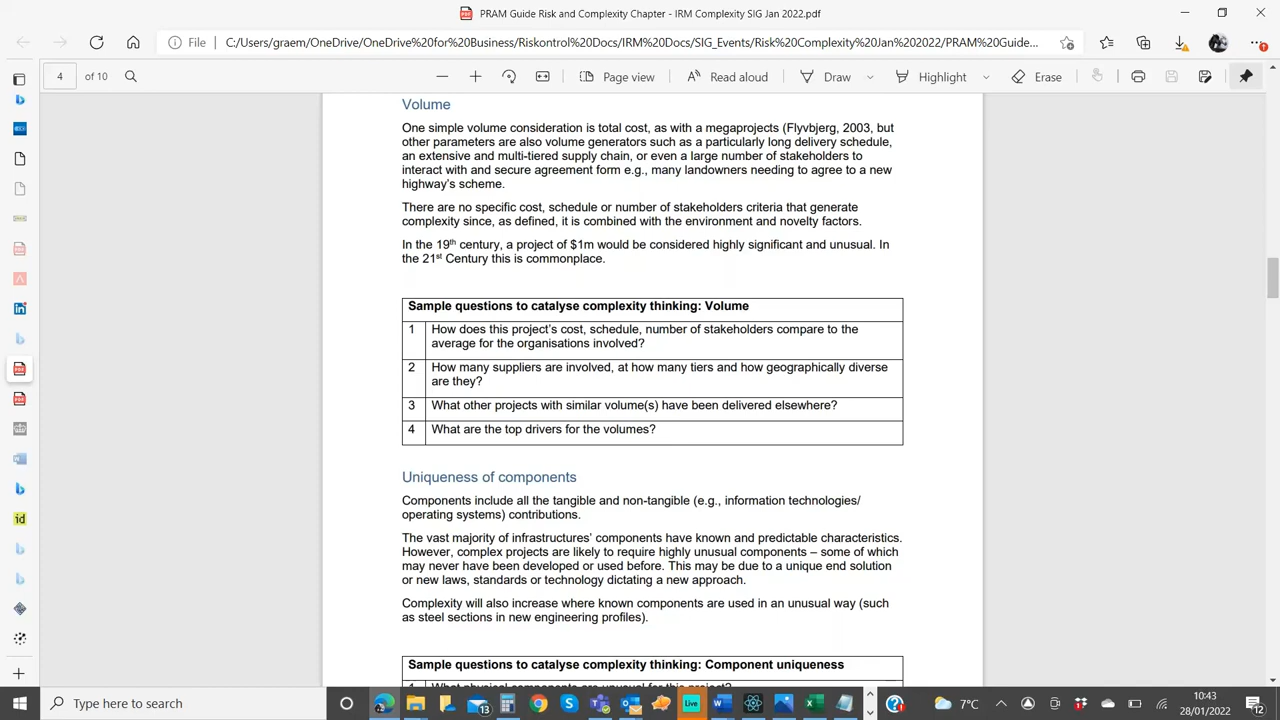 PRAM Guide Risk and Complexity Chapter - IRM Complexity SIG Jan 2022.pdf
File C:/Users/graem/OneDrive/OneDrive%20for%20Business/Riskontrol%20Docs/IRM%20Docs/SIG_Events/Risk%20Complexity%20Jan%202022/PRAM%20Guide...
4 of 10 Page view Read aloud Draw Highlight Erase
Volume
One simple volume consideration is total cost, as with a megaprojects (Flyvbjerg, 2003, but
other parameters are also volume generators such as a particularly long delivery schedule,
an extensive and multi-tiered supply chain, or even a large number of stakeholders to
interact with and secure agreement form e.g., many landowners needing to agree to a new
highway's scheme.
There are no specific cost, schedule or number of stakeholders criteria that generate
complexity since, as defined, it is combined with the environment and novelty factors.
In the 19th century, a project of $1m would be considered highly significant and unusual. In
the 21st Century this is commonplace.
Sample questions to catalyse complexity thinking: Volume
1 How does this project's cost, schedule, number of stakeholders compare to the
average for the organisations involved?
2 How many suppliers are involved, at how many tiers and how geographically diverse
are they?
3 What other projects with similar volume(s) have been delivered elsewhere?
4 What are the top drivers for the volumes?
Uniqueness of components
Components include all the tangible and non-tangible (e.g., information technologies/
operating systems) contributions.
The vast majority of infrastructures' components have known and predictable characteristics.
However, complex projects are likely to require highly unusual components – some of which
may never have been developed or used before. This may be due to a unique end solution
or new laws, standards or technology dictating a new approach.
Complexity will also increase where known components are used in an unusual way (such
as steel sections in new engineering profiles).
Sample questions to catalyse complexity thinking: Component uniqueness
1 What physical components are unusual for this project?
id
Type here to search
13
Live
7°C
10:43
28/01/2022
12